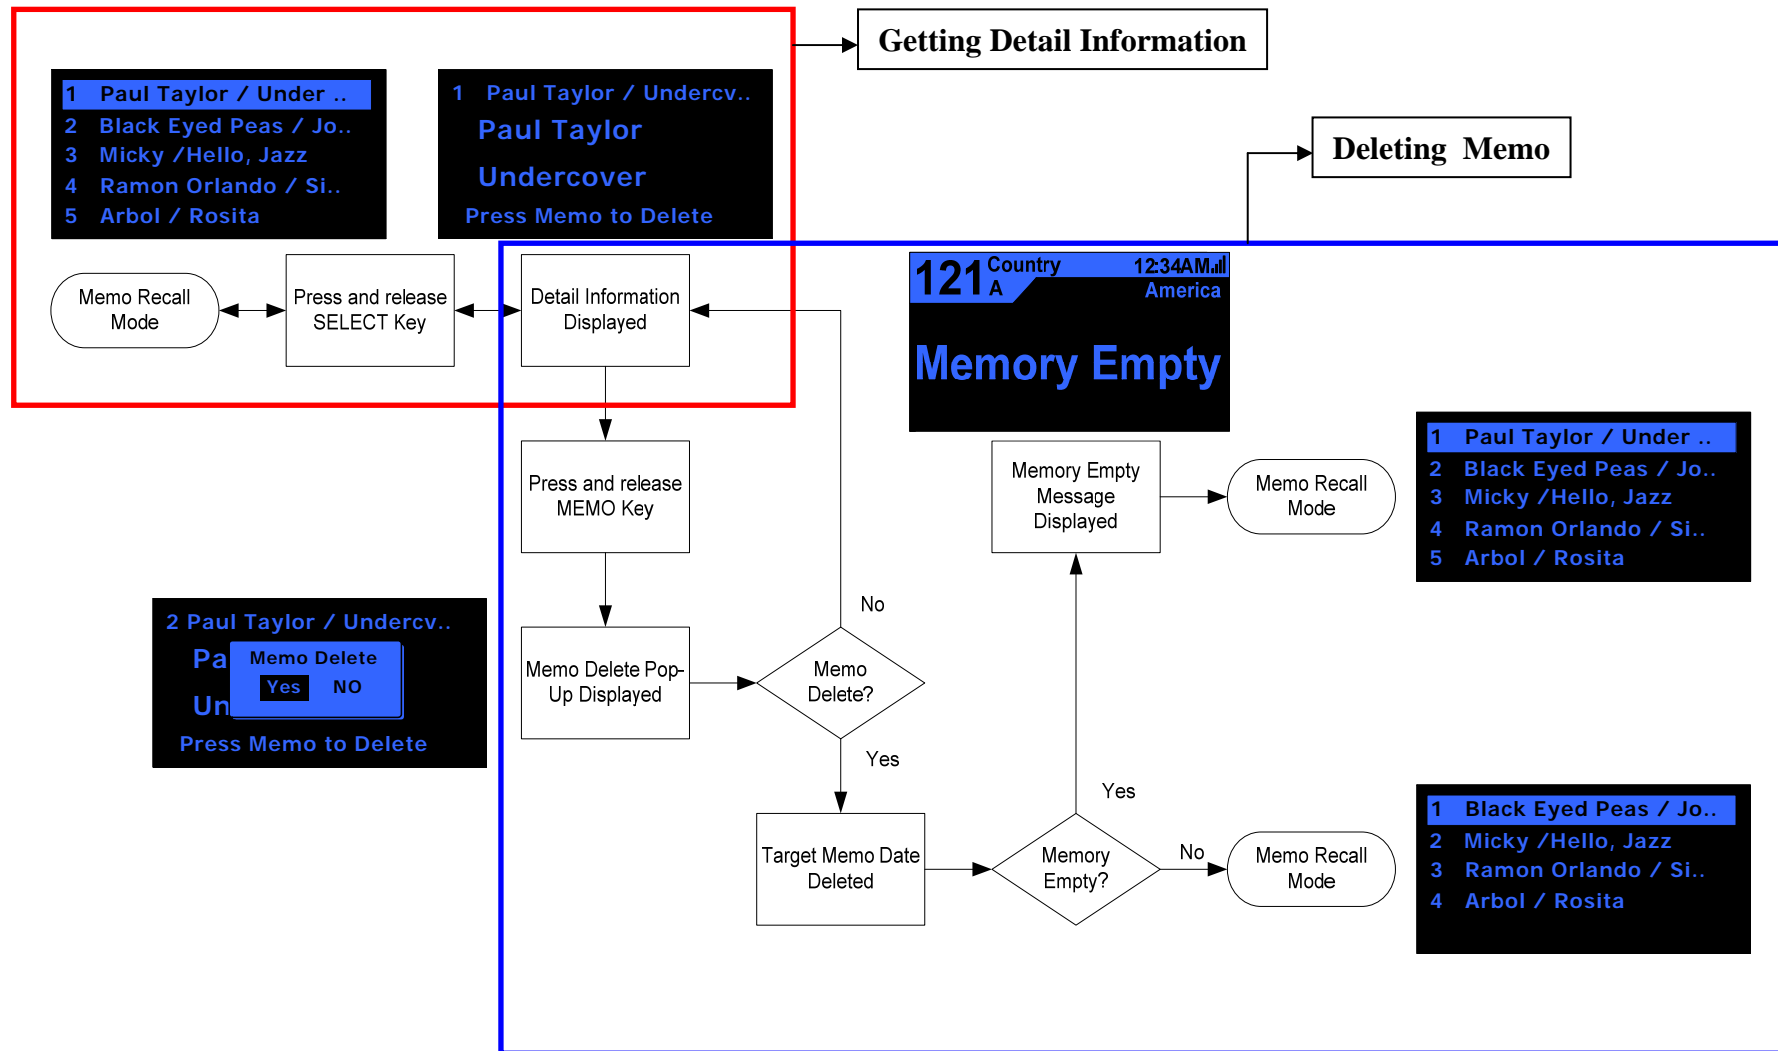 Getting Detail Information
1 Paul Taylor / Under ..
2 Black Eyed Peas / Jo..
3 Micky /Hello, Jazz
4 Ramon Orlando / Si..
5 Arbol / Rosita
1 Paul Taylor / Undercv..
Paul Taylor
Undercover
Press Memo to Delete
Deleting Memo
Memo Recall
Mode
Press and release
SELECT Key
Detail Information
Displayed
121 Country 12:34AM
A America
Memory Empty
Press and release
MEMO Key
Memory Empty
Message
Displayed
Memo Recall
Mode
1 Paul Taylor / Under ..
2 Black Eyed Peas / Jo..
3 Micky /Hello, Jazz
4 Ramon Orlando / Si..
5 Arbol / Rosita
2 Paul Taylor / Undercv..
Pa
Memo Delete
Yes NO
Un
Press Memo to Delete
Memo Delete Pop-
Up Displayed
Memo
Delete?
No
Yes
Target Memo Date
Deleted
Memory
Empty?
Yes
No
Memo Recall
Mode
1 Black Eyed Peas / Jo..
2 Micky /Hello, Jazz
3 Ramon Orlando / Si..
4 Arbol / Rosita